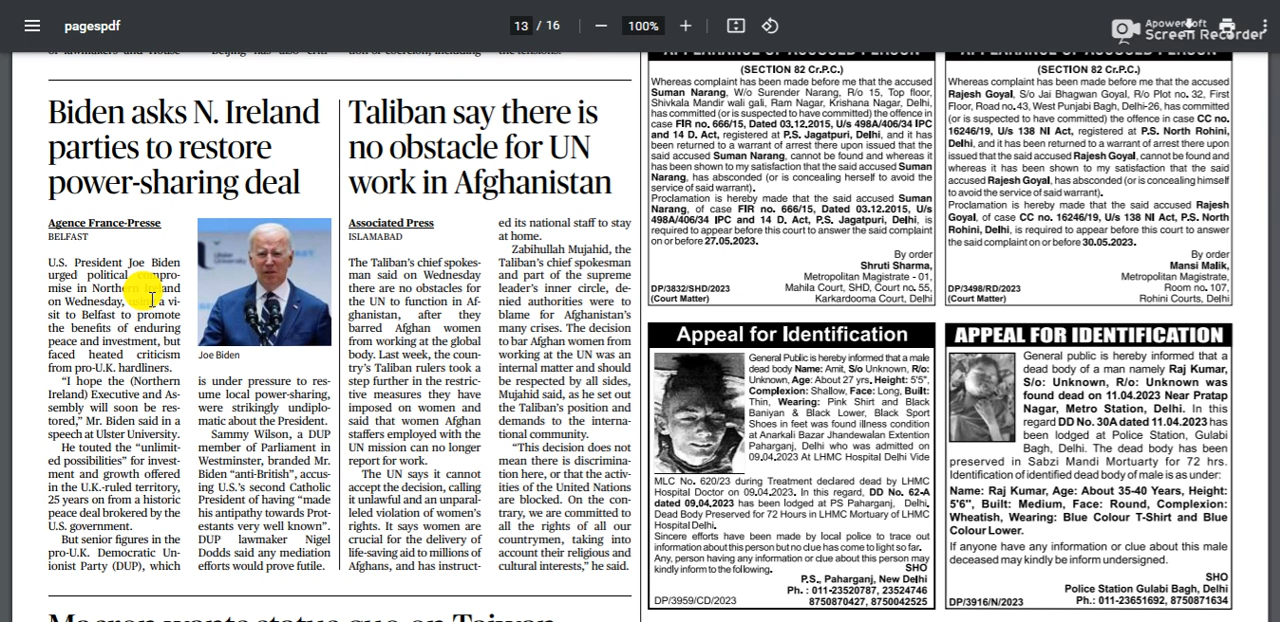 pagespdf
13 / 16
100%
Apowersoft
Screen Recorder
Biden asks N. Ireland
parties to restore
power-sharing deal
Agence France-Presse
BELFAST
U.S. President Joe Biden
urged political compro-
mise in Northern Ireland
on Wednesday, using a vi-
sit to Belfast to promote
the benefits of enduring
peace and investment, but
faced heated criticism
from pro-U.K. hardliners.
“I hope the (Northern
Ireland) Executive and As-
sembly will soon be res-
tored,” Mr. Biden said in a
speech at Ulster University.
He touted the “unlimit-
ed possibilities” for invest-
ment and growth offered
in the U.K.-ruled territory,
25 years on from a historic
peace deal brokered by the
U.S. government.
But senior figures in the
pro-U.K. Democratic Un-
ionist Party (DUP), which
Joe Biden
is under pressure to res-
ume local power-sharing,
were strikingly undiplo-
matic about the President.
Sammy Wilson, a DUP
member of Parliament in
Westminster, branded Mr.
Biden “anti-British”, accus-
ing U.S.’s second Catholic
President of having “made
his antipathy towards Prot-
estants very well known”.
DUP lawmaker Nigel
Dodds said any mediation
efforts would prove futile.
Taliban say there is
no obstacle for UN
work in Afghanistan
Associated Press
ISLAMABAD
The Taliban’s chief spokes-
man said on Wednesday
there are no obstacles for
the UN to function in Af-
ghanistan, after they
barred Afghan women
from working at the global
body. Last week, the coun-
try’s Taliban rulers took a
step further in the restric-
tive measures they have
imposed on women and
said that women Afghan
staffers employed with the
UN mission can no longer
report for work.
The UN says it cannot
accept the decision, calling
it unlawful and an unparal-
leled violation of women’s
rights. It says women are
crucial for the delivery of
life-saving aid to millions of
Afghans, and has instruct-
ed its national staff to stay
at home.
Zabihullah Mujahid, the
Taliban’s chief spokesman
and part of the supreme
leader’s inner circle, de-
nied authorities were to
blame for Afghanistan’s
many crises. The decision
to bar Afghan women from
working at the UN was an
internal matter and should
be respected by all sides,
Mujahid said, as he set out
the Taliban’s position and
demands to the interna-
tional community.
“This decision does not
mean there is discrimina-
tion here, or that the activ-
ities of the United Nations
are blocked. On the con-
trary, we are committed to
all the rights of all our
countrymen, taking into
account their religious and
cultural interests,” he said.
(SECTION 82 Cr.P.C.)
Whereas complaint has been made before me that the accused
Suman Narang, W/o Surender Narang, R/o 15, Top floor,
Shivkala Mandir wali gali, Ram Nagar, Krishana Nagar, Delhi,
has committed (or is suspected to have committed) the offence in
case FIR no. 666/15, Dated 03.12.2015, U/s 498A/406/34 IPC
and 14 D. Act, registered at P.S. Jagatpuri, Delhi, and it has
been returned to a warrant of arrest there upon issued that the
said accused Suman Narang, cannot be found and whereas it
has been shown to my satisfaction that the said accused Suman
Narang, has absconded (or is concealing herself to avoid the
service of said warrant).
Proclamation is hereby made that the said accused Suman
Narang, of case FIR no. 666/15, Dated 03.12.2015, U/s
498A/406/34 IPC and 14 D. Act, P.S. Jagatpuri, Delhi, is
required to appear before this court to answer the said complaint
on or before 27.05.2023.
By order
Shruti Sharma,
Metropolitan Magistrate - 01,
DP/3832/SHD/2023 Mahila Court, SHD, Court no. 55,
(Court Matter) Karkardooma Court, Delhi
(SECTION 82 Cr.P.C.)
Whereas complaint has been made before me that the accused
Rajesh Goyal, S/o Jai Bhagwan Goyal, R/o Plot no. 32, First
Floor, Road no. 43, West Punjabi Bagh, Delhi-26, has committed
(or is suspected to have committed) the offence in case CC no.
16246/19, U/s 138 NI Act, registered at P.S. North Rohini,
Delhi, and it has been returned to a warrant of arrest there upon
issued that the said accused Rajesh Goyal, cannot be found and
whereas it has been shown to my satisfaction that the said
accused Rajesh Goyal, has absconded (or is concealing himself
to avoid the service of said warrant).
Proclamation is hereby made that the said accused Rajesh
Goyal, of case CC no. 16246/19, U/s 138 NI Act, P.S. North
Rohini, Delhi, is required to appear before this court to answer
the said complaint on or before 30.05.2023.
By order
Mansi Malik,
Metropolitan Magistrate,
DP/3498/RD/2023 Room no. 107,
(Court Matter) Rohini Courts, Delhi
Appeal for Identification
General Public is hereby informed that a male
dead body Name: Amit, S/o Unknown, R/o:
Unknown, Age: About 27 yrs. Height: 5'5",
Complexion: Shallow, Face: Long, Built:
Thin, Wearing: Pink Shirt and Black
Baniyan & Black Lower, Black Sport
Shoes in feet was found illness condition
at Anarkali Bazar Jhandewalan Extention
Paharganj, Delhi who was admitted on
09.04.2023 At LHMC Hospital Delhi Vide
MLC No. 620/23 during Treatment declared dead by LHMC
Hospital Doctor on 09.04.2023. In this regard, DD No. 62-A
dated 09.04.2023 has been lodged at PS Paharganj, Delhi.
Dead Body Preserved for 72 Hours in LHMC Mortuary of LHMC
Hospital Delhi.
Sincere efforts have been made by local police to trace out
information about this person but no clue has come to light so far.
Any, person having any information or clue about this person may
kindly inform to the following.
SHO
P.S., Paharganj, New Delhi
Ph. : 011-23520787, 23524746
DP/3959/CD/2023 8750870427, 8750042525
APPEAL FOR IDENTIFICATION
General public is hereby informed that a
dead body of a man namely Raj Kumar,
S/o: Unknown, R/o: Unknown was
found dead on 11.04.2023 Near Pratap
Nagar, Metro Station, Delhi. In this
regard DD No. 30A dated 11.04.2023 has
been lodged at Police Station, Gulabi
Bagh, Delhi. The dead body has been
preserved in Sabzi Mandi Mortuarty for 72 hrs.
Identification of identified dead body of male is as under:
Name: Raj Kumar, Age: About 35-40 Years, Height:
5'6", Built: Medium, Face: Round, Complexion:
Wheatish, Wearing: Blue Colour T-Shirt and Blue
Colour Lower.
If anyone have any information or clue about this male
deceased may kindly be inform undersigned.
SHO
Police Station Gulabi Bagh, Delhi
DP/3916/N/2023 Ph.: 011-23651692, 8750871634